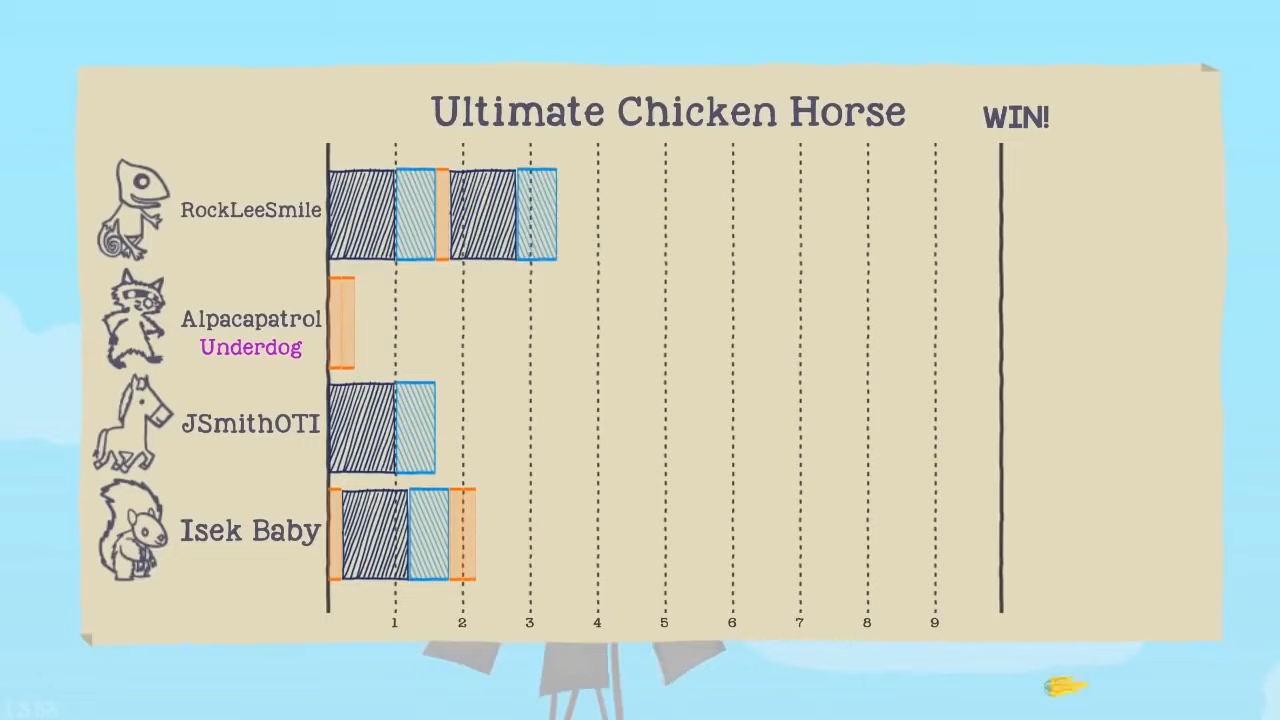 Ultimate Chicken Horse
WIN!
RockLeeSmile
Alpacapatrol
Underdog
JSmithOTI
Isek Baby
1 2 3 4 5 6 7 8 9